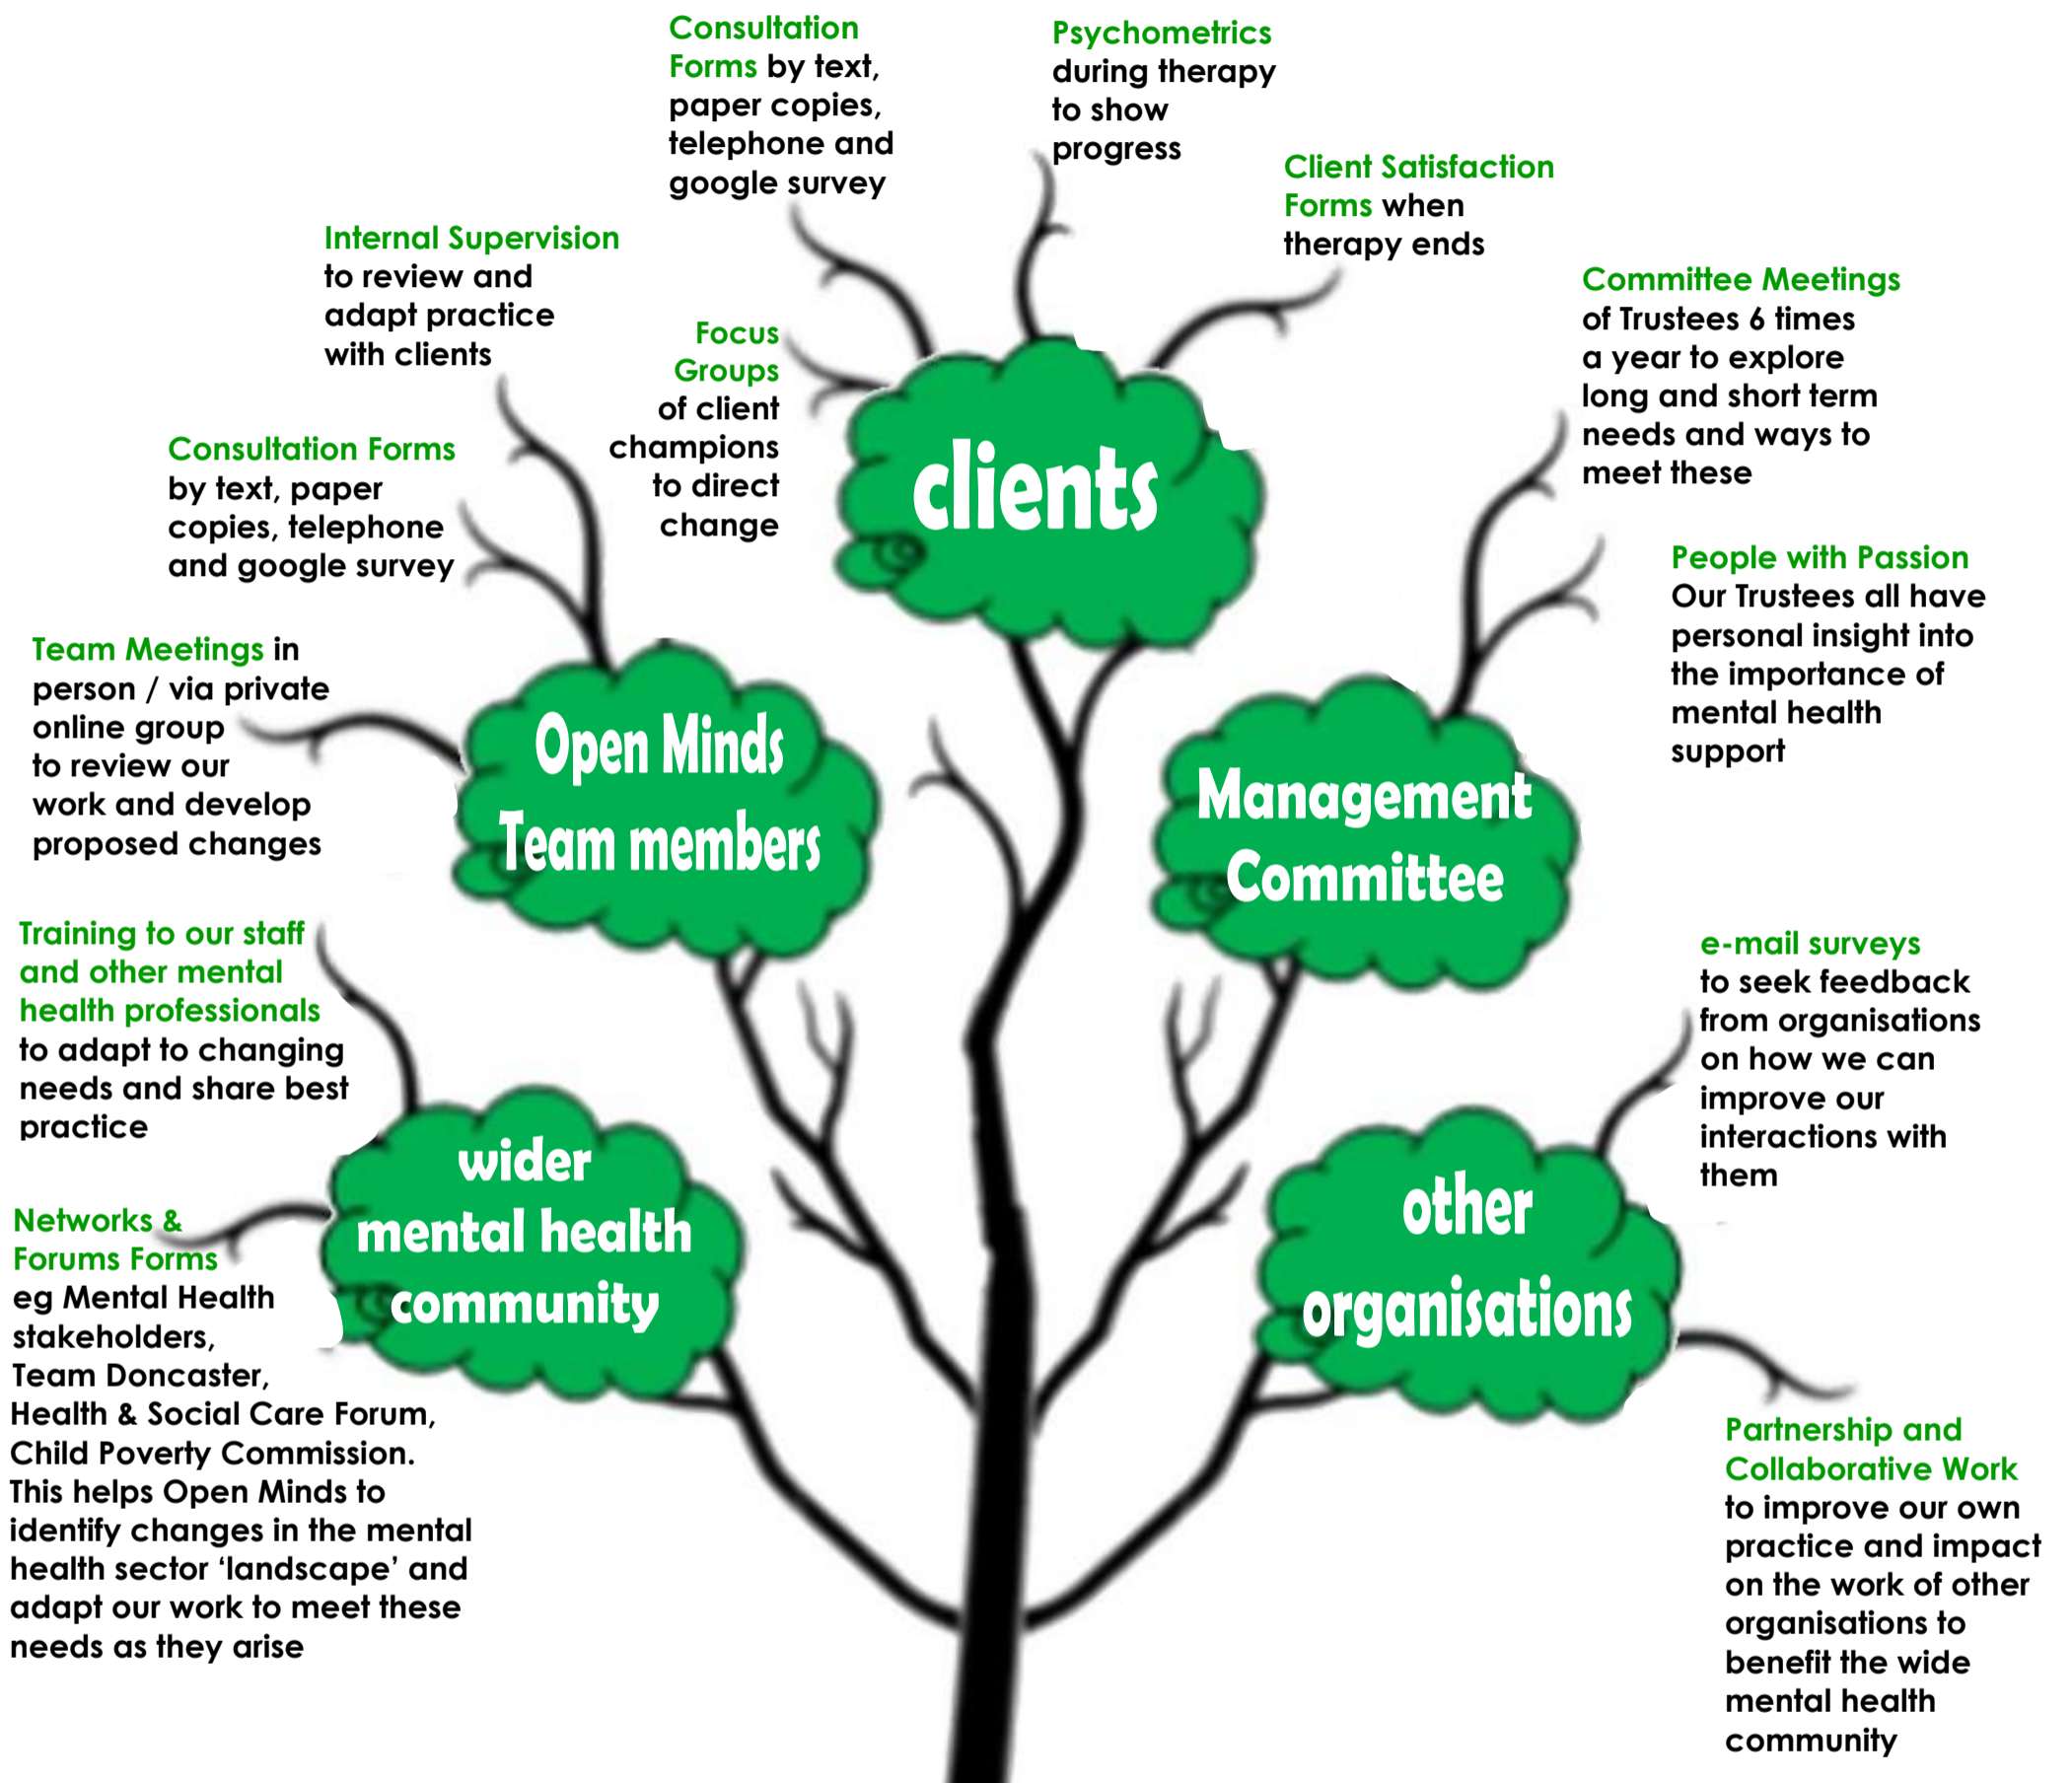 Consultation
Forms by text,
paper copies,
telephone and
google survey
Psychometrics
during therapy
to show
progress
Client Satisfaction
Forms when
therapy ends
Internal Supervision
to review and
adapt practice
with clients
Focus
Groups
of client
champions
to direct
change
clients
Committee Meetings
of Trustees 6 times
a year to explore
long and short term
needs and ways to
meet these
Consultation Forms
by text, paper
copies, telephone
and google survey
People with Passion
Our Trustees all have
personal insight into
the importance of
mental health
support
Team Meetings in
person / via private
online group
to review our
work and develop
proposed changes
Open Minds
Team members
Management
Committee
Training to our staff
and other mental
health professionals
to adapt to changing
needs and share best
practice
e-mail surveys
to seek feedback
from organisations
on how we can
improve our
interactions with
them
wider
mental health
community
other
organisations
Networks &
Forums Forms
eg Mental Health
stakeholders,
Team Doncaster,
Health & Social Care Forum,
Child Poverty Commission.
This helps Open Minds to
identify changes in the mental
health sector ‘landscape’ and
adapt our work to meet these
needs as they arise
Partnership and
Collaborative Work
to improve our own
practice and impact
on the work of other
organisations to
benefit the wide
mental health
community